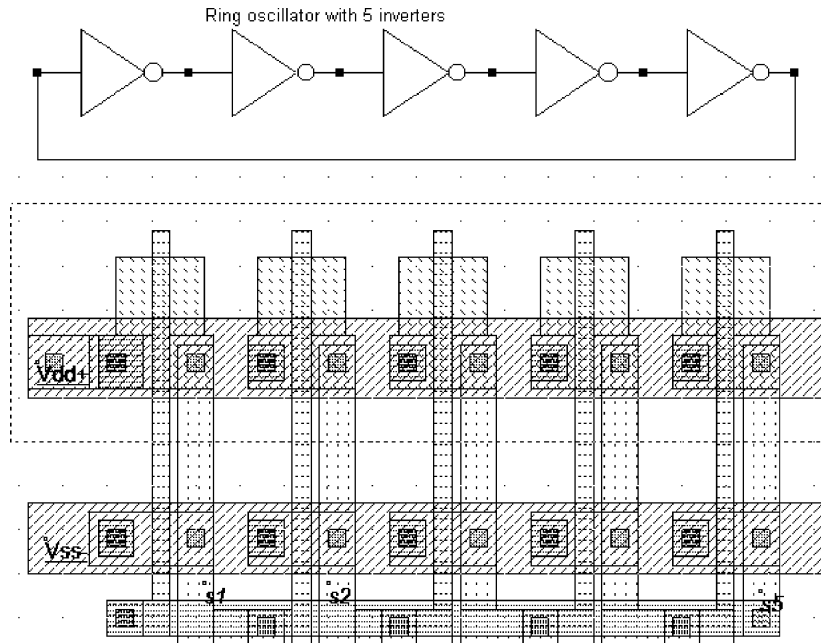 Ring oscillator with 5 inverters
Vdd+
Vss-
s1
s2
s5